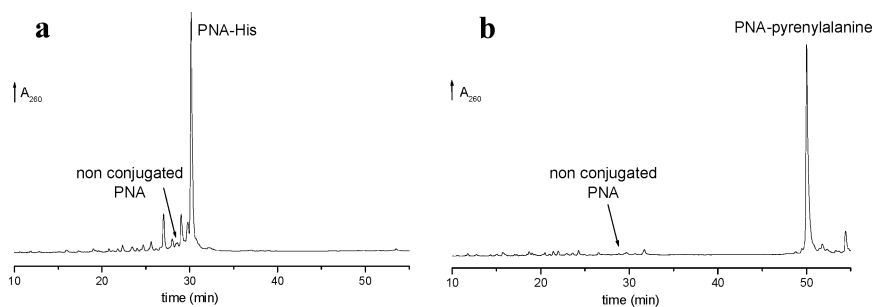 a
PNA-His
A260
non conjugated
PNA
10 20 30 40 50
time (min)
b
PNA-pyrenylalanine
A260
non conjugated
PNA
10 20 30 40 50
time (min)